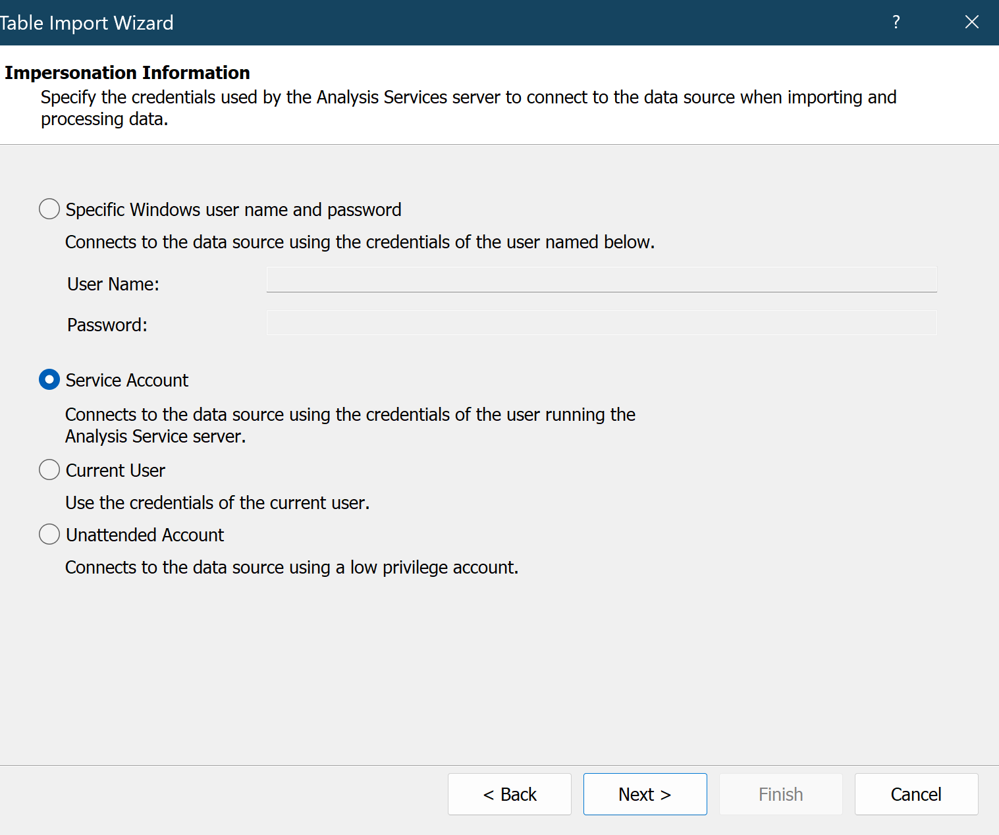 Table Import Wizard ?
Impersonation Information
Specify the credentials used by the Analysis Services server to connect to the data source when importing and
processing data.
Specific Windows user name and password
Connects to the data source using the credentials of the user named below.
User Name:
Password:
Service Account
Connects to the data source using the credentials of the user running the
Analysis Service server.
Current User
Use the credentials of the current user.
Unattended Account
Connects to the data source using a low privilege account.
< Back Next > Finish Cancel